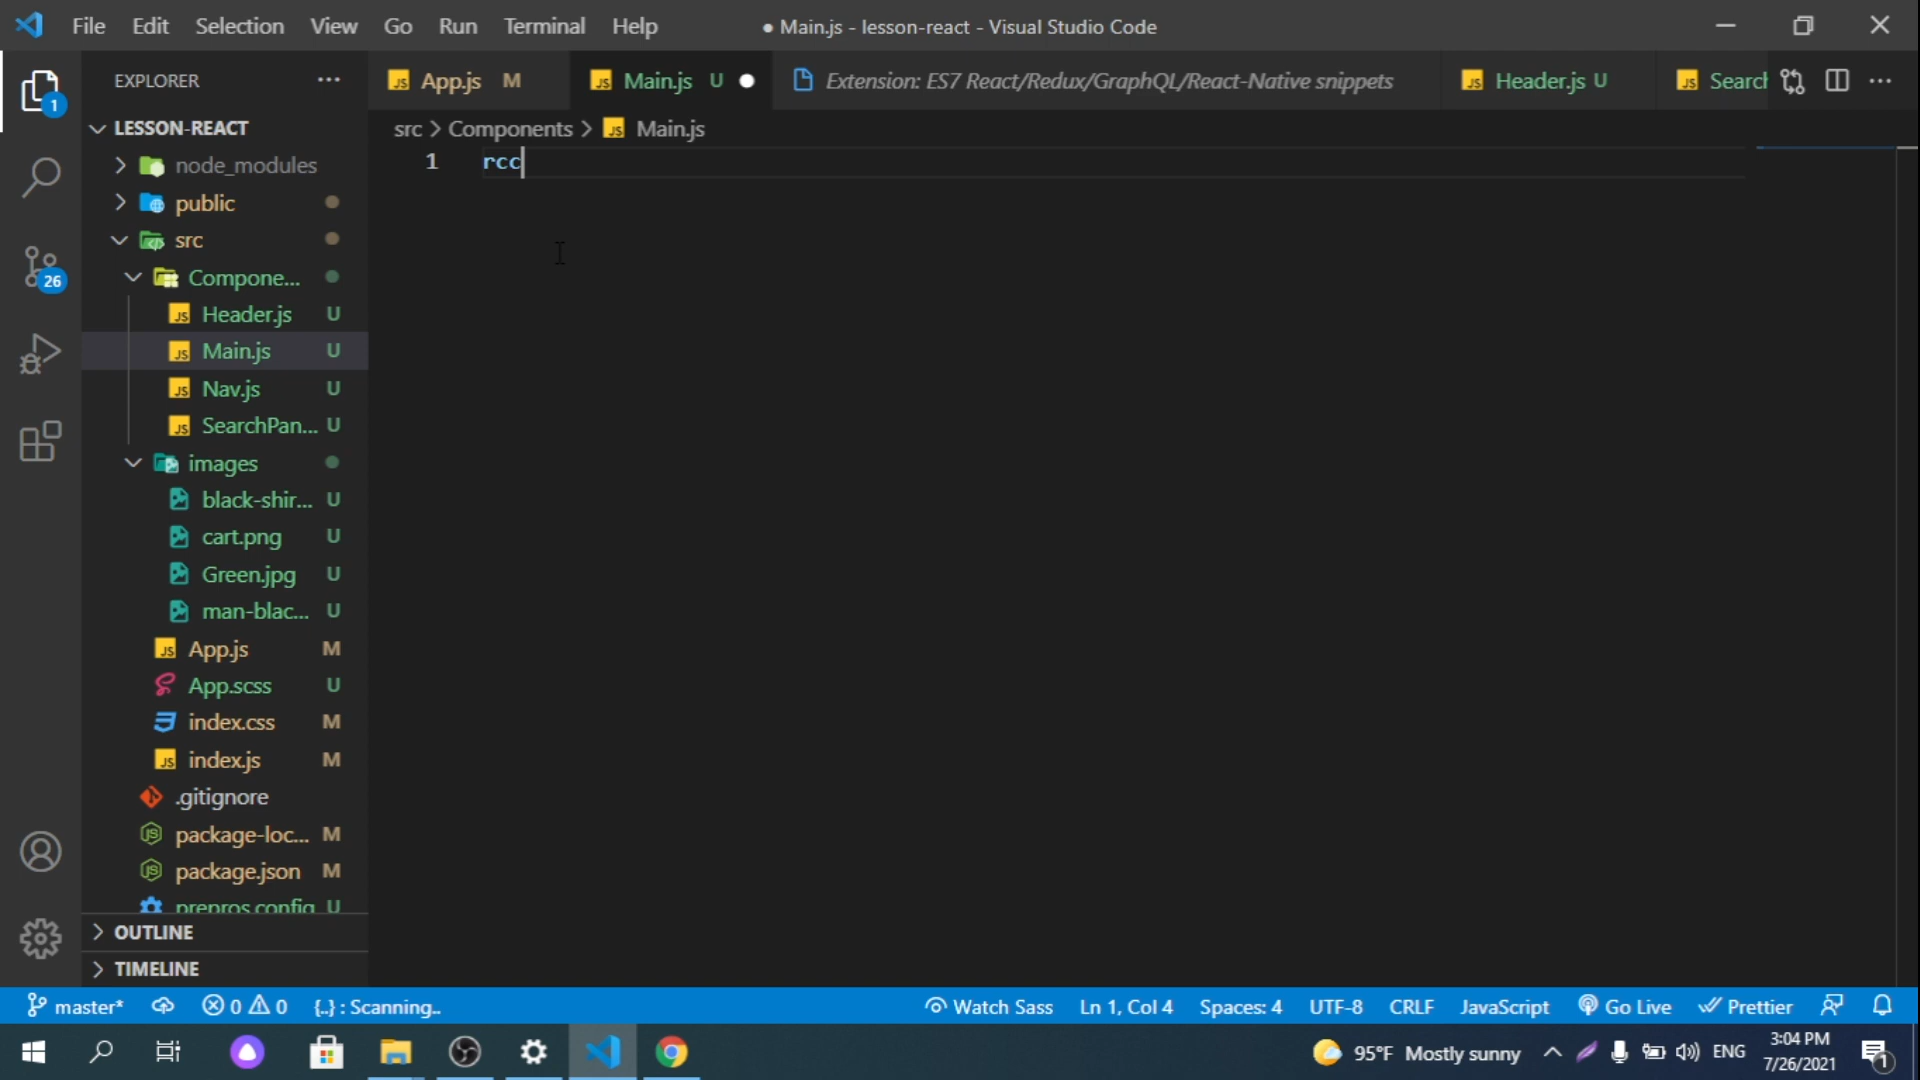 File Edit Selection View Go Run Terminal Help
● Main.js - lesson-react - Visual Studio Code
EXPLORER ···
App.js M
Main.js U ●
Extension: ES7 React/Redux/GraphQL/React-Native snippets
Header.js U
Search
LESSON-REACT
src > Components > Main.js
1 rcc
node_modules
public
src
Compone...
Header.js U
Main.js U
Nav.js U
SearchPan... U
images
black-shir... U
cart.png U
Green.jpg U
man-blac... U
App.js M
App.scss U
index.css M
index.js M
.gitignore
package-loc... M
package.json M
prepros.config U
OUTLINE
TIMELINE
1
26
master* 0 0 {..} : Scanning..
Watch Sass Ln 1, Col 4 Spaces: 4 UTF-8 CRLF JavaScript Go Live Prettier
95°F Mostly sunny ENG
3:04 PM
7/26/2021
1